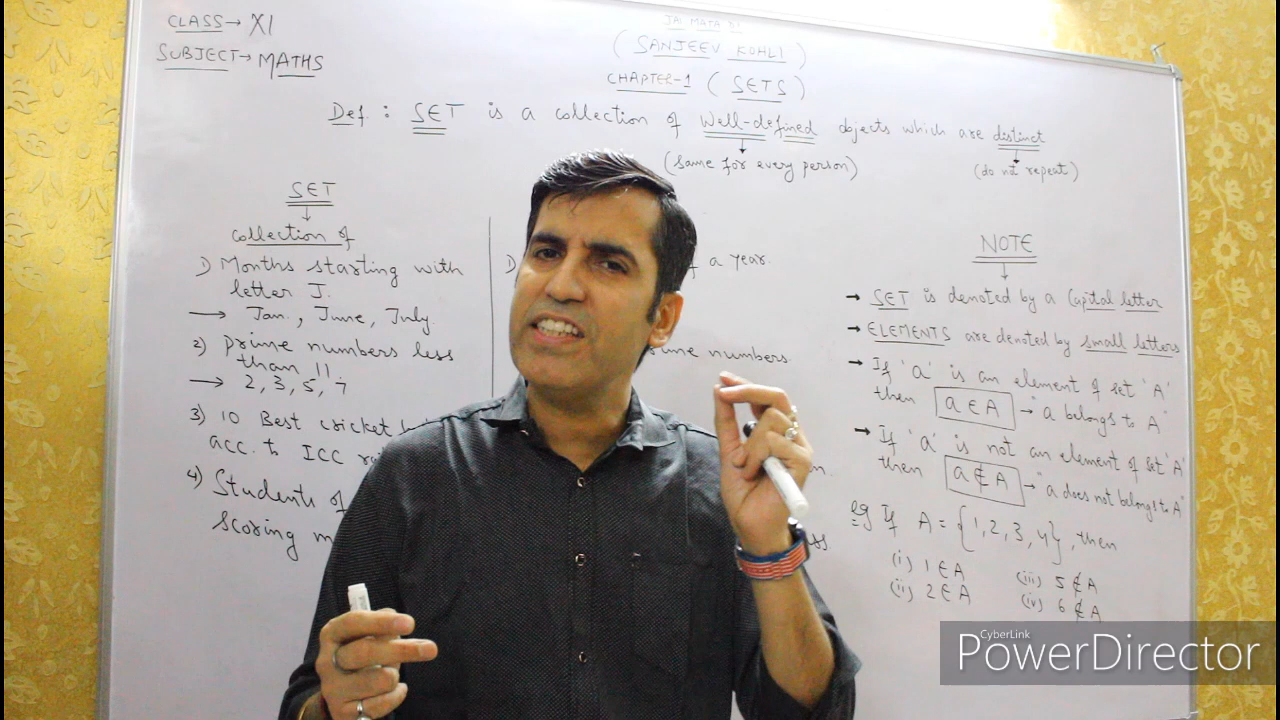 CLASS → XI
SUBJECT → MATHS
JAI MATA DI
(SANJEEV KOHLI)
CHAPTER-1 (SETS)
Def : SET is a collection of Well-defined objects which are distinct
(Same for every person)
(do not repeat)
SET
↓
collection of
1) Months starting with
letter J.
→ Jan., June, July
2) Prime numbers less
than 11.
→ 2, 3, 5, 7
3) 10 Best cricket
acc. to ICC
4) Students of
Scoring
1)
a year.
numbers.
NOTE
↓
→ SET is denoted by a Capital letter
→ ELEMENTS are denoted by small letters
→ If 'a' is an element of set 'A'
then a ∈ A → "a belongs to A"
→ If 'a' is not an element of set 'A'
then a ∉ A → "a does not belongs to A"
eg If A = {1, 2, 3, 4}, then
(i) 1 ∈ A (iii) 5 ∉ A
(ii) 2 ∈ A (iv) 6 ∉ A
CyberLink
PowerDirector